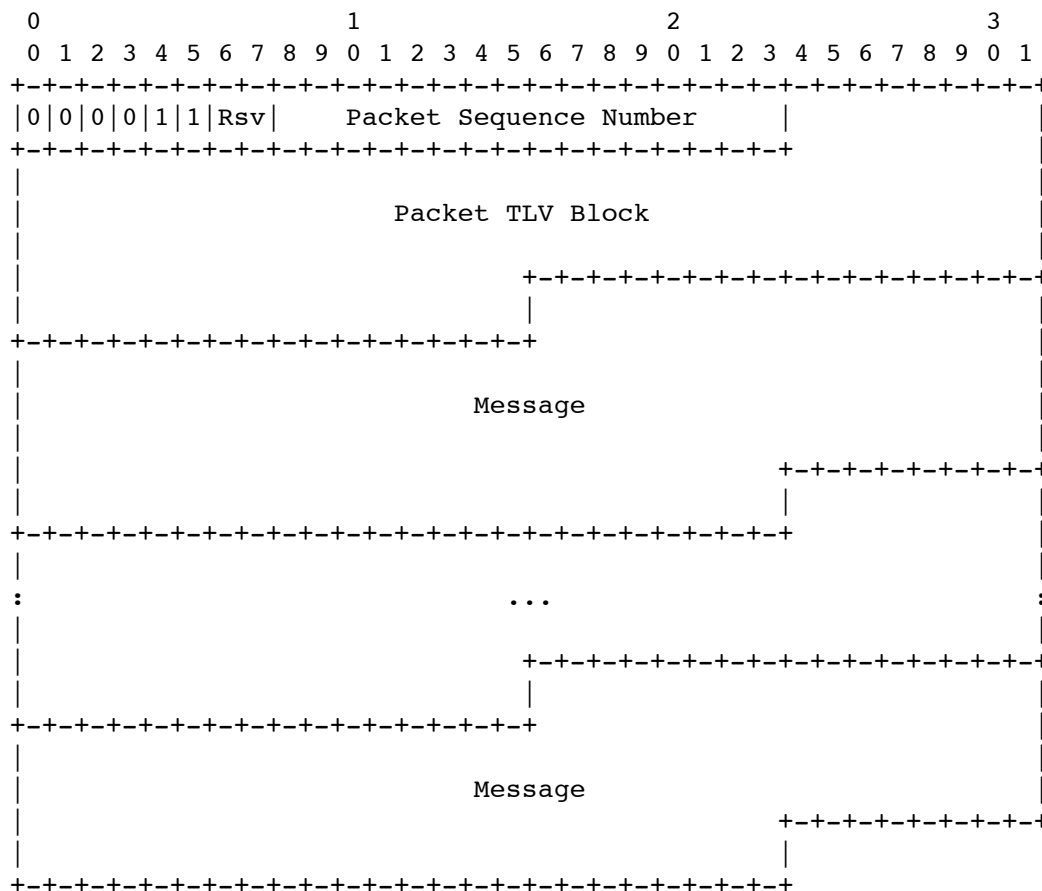 0                   1                   2                   3
 0 1 2 3 4 5 6 7 8 9 0 1 2 3 4 5 6 7 8 9 0 1 2 3 4 5 6 7 8 9 0 1
+-+-+-+-+-+-+-+-+-+-+-+-+-+-+-+-+-+-+-+-+-+-+-+-+-+-+-+-+-+-+-+-+
|0|0|0|0|1|1|Rsv|    Packet Sequence Number     |               |
+-+-+-+-+-+-+-+-+-+-+-+-+-+-+-+-+-+-+-+-+-+-+-+-+               |
|                                                               |
|                       Packet TLV Block                        |
|                                                               |
|                               +-+-+-+-+-+-+-+-+-+-+-+-+-+-+-+-+
|                               |                               |
+-+-+-+-+-+-+-+-+-+-+-+-+-+-+-+-+                               |
|                                                               |
|                            Message                            |
|                                                               |
|                                               +-+-+-+-+-+-+-+-+
|                                               |               |
+-+-+-+-+-+-+-+-+-+-+-+-+-+-+-+-+-+-+-+-+-+-+-+-+               |
|                                                               |
:                              ...                              :
|                                                               |
|                               +-+-+-+-+-+-+-+-+-+-+-+-+-+-+-+-+
|                               |                               |
+-+-+-+-+-+-+-+-+-+-+-+-+-+-+-+-+                               |
|                                                               |
|                            Message                            |
|                                               +-+-+-+-+-+-+-+-+
|                                               |
+-+-+-+-+-+-+-+-+-+-+-+-+-+-+-+-+-+-+-+-+-+-+-+-+